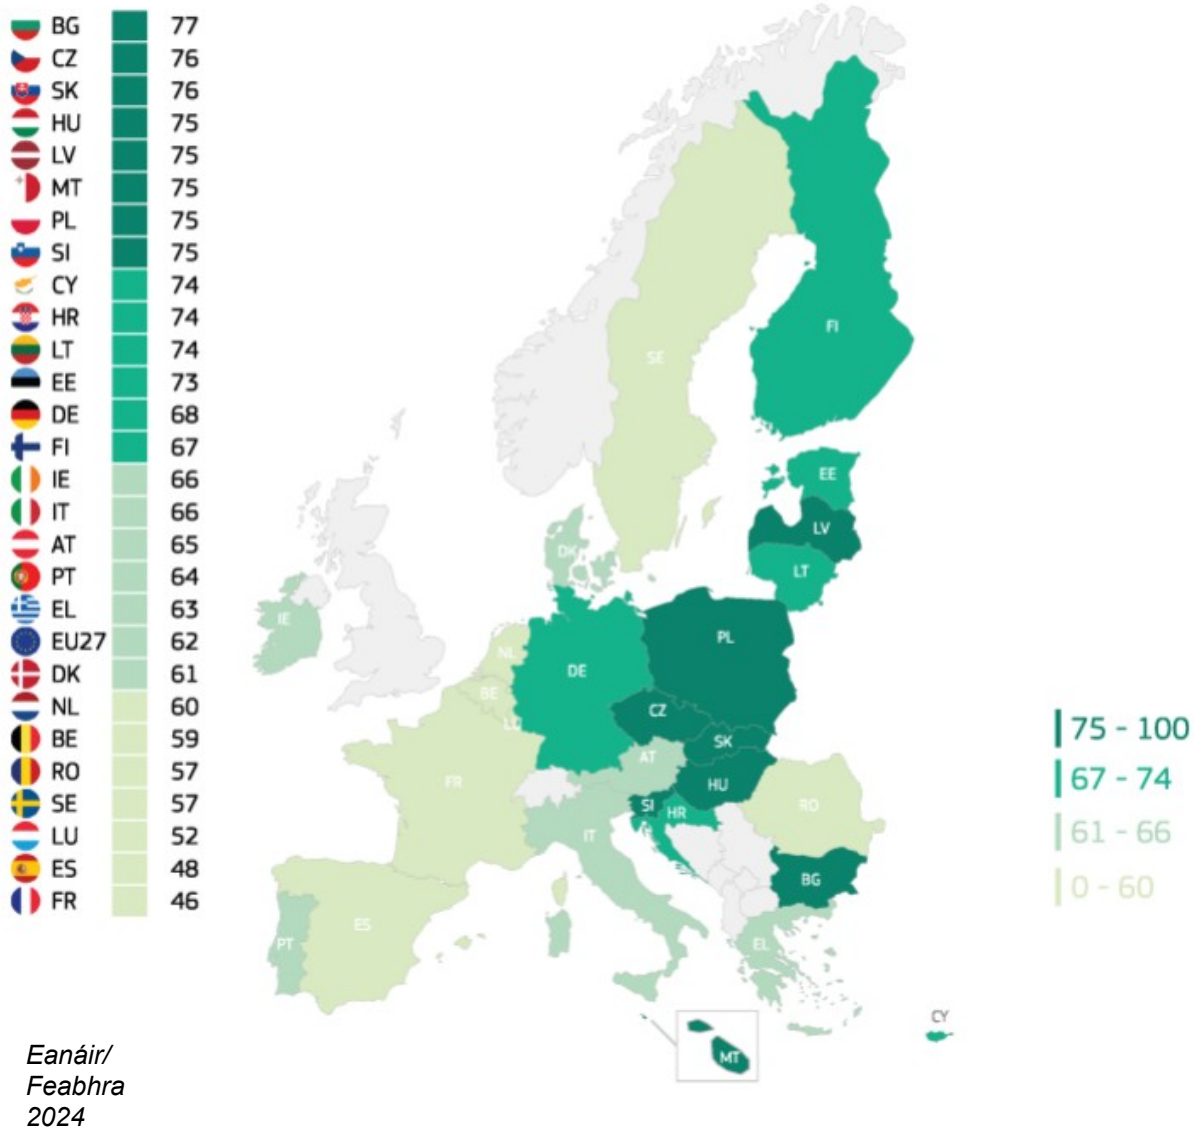 BG 77
CZ 76
SK 76
HU 75
LV 75
MT 75
PL 75
SI 75
CY 74
HR 74
LT 74
EE 73
DE 68
FI 67
IE 66
IT 66
AT 65
PT 64
EL 63
EU27 62
DK 61
NL 60
BE 59
RO 57
SE 57
LU 52
ES 48
FR 46
FI
SE
EE
LV
DK
LT
IE
PL
NL
DE
BE
CZ
LU
SK
AT
FR
HU
SI
RO
HR
IT
BG
ES
PT
EL
CY
MT
75 - 100
67 - 74
61 - 66
0 - 60
Eanáir/
Feabhra
2024